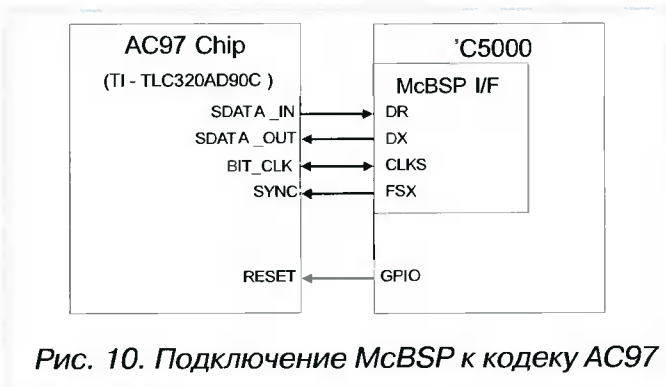 AC97 Chip
(TI - TLC320AD90C )
SDATA _IN
SDATA _OUT
BIT_CLK
SYNC
RESET
'C5000
McBSP I/F
DR
DX
CLKS
FSX
GPIO
Рис. 10. Подключение McBSP к кодеку AC97